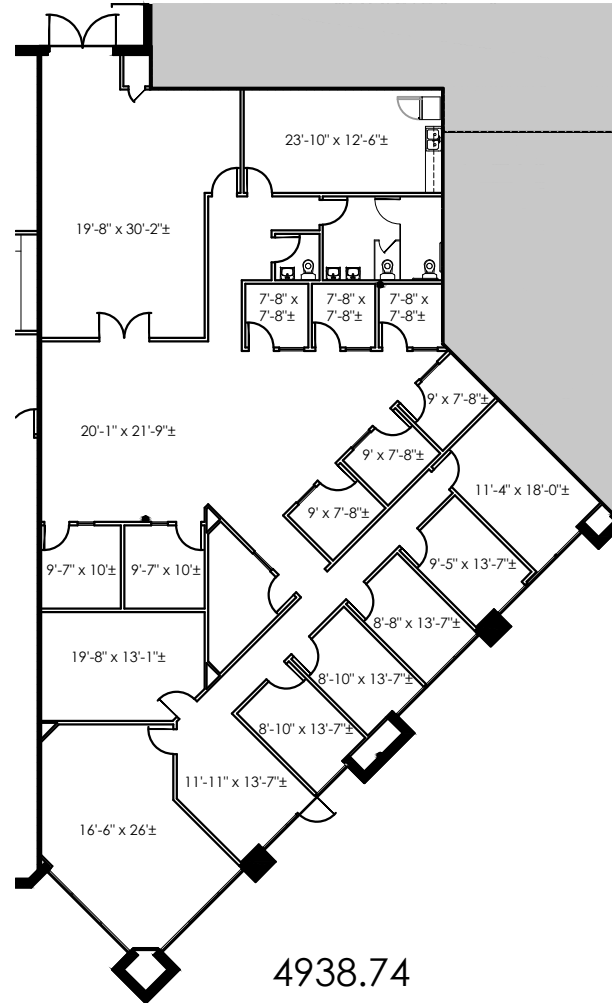 23'-10" x 12'-6"±
19'-8" x 30'-2"±
7'-8" x
7'-8"±
7'-8" x
7'-8"±
7'-8" x
7'-8"±
9' x 7'-8"±
20'-1" x 21'-9"±
9' x 7'-8"±
11'-4" x 18'-0"±
9' x 7'-8"±
9'-7" x 10'±
9'-7" x 10'±
9'-5" x 13'-7"±
8'-8" x 13'-7"±
19'-8" x 13'-1"±
8'-10" x 13'-7"±
8'-10" x 13'-7"±
11'-11" x 13'-7"±
16'-6" x 26'±
4938.74